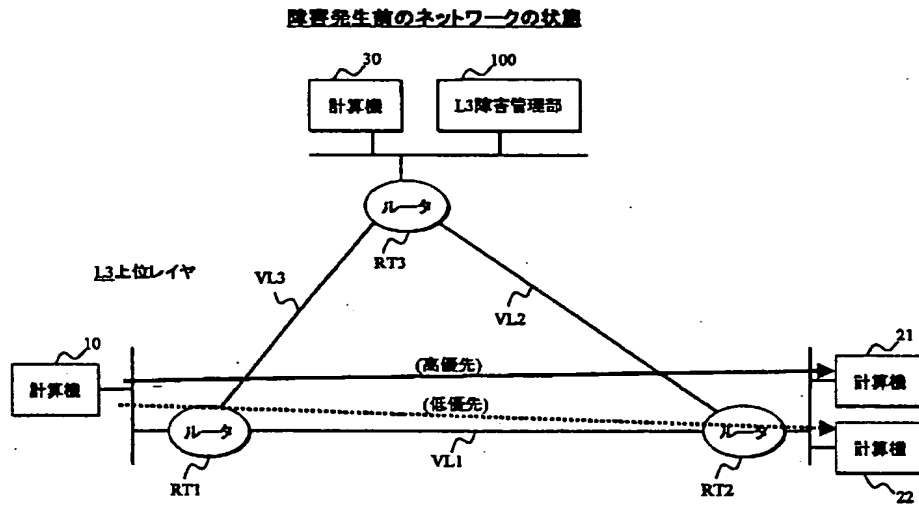 障害発生前のネットワークの状態
30
100
計算機
L3障害管理部
ルータ
RT3
L3上位レイヤ
VL3
VL2
10
21
計算機
(高優先)
計算機
(低優先)
ルータ
ルータ
計算機
VL1
RT1
RT2
22